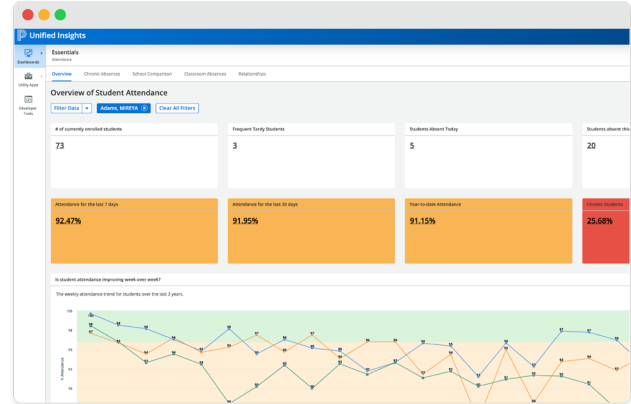 Unified Insights
Dashboards
Essentials
Attendance
Overview Chronic Absences School Comparison Classroom Absences Relationships
Utility Apps
Developer Tools
Overview of Student Attendance
Filter Data Adams, MIREYA Clear All Filters
# of currently enrolled students
73
Frequent Tardy Students
3
Students Absent Today
5
Students absent this
20
Attendance for the last 7 days
92.47%
Attendance for the last 30 days
91.95%
Year-to-date Attendance
91.15%
Chronic Students
25.68%
Is student attendance improving week over week?
The weekly attendance trend for students over the last 3 years.
% Attendance
100